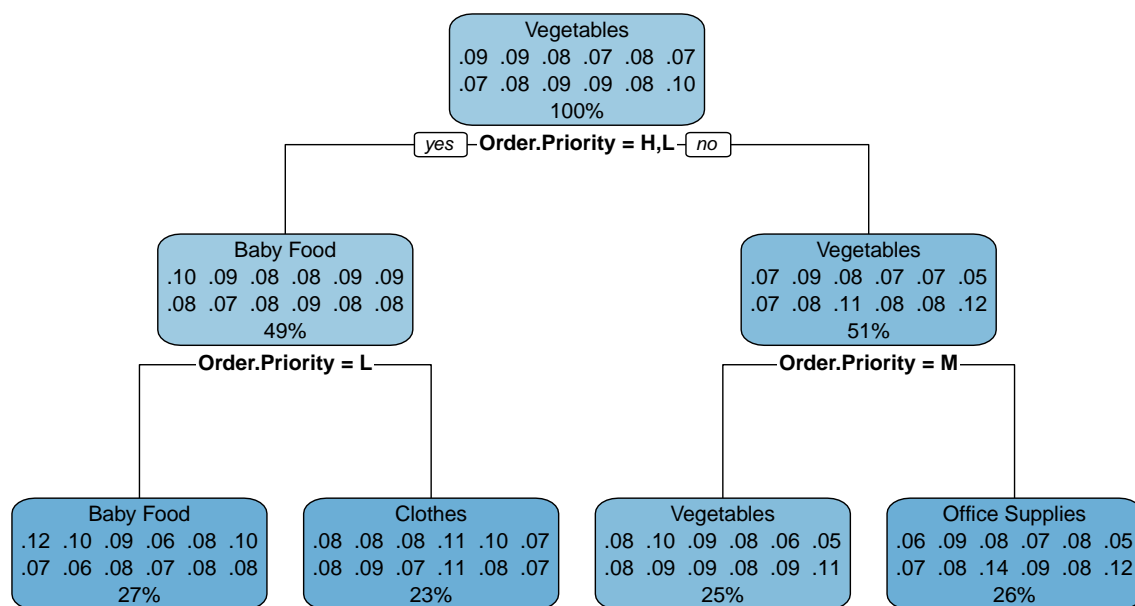 Vegetables
.09 .09 .08 .07 .08 .07
.07 .08 .09 .09 .08 .10
100%
yes Order.Priority = H,L no
Baby Food
.10 .09 .08 .08 .09 .09
.08 .07 .08 .09 .08 .08
49%
Vegetables
.07 .09 .08 .07 .07 .05
.07 .08 .11 .08 .08 .12
51%
Order.Priority = L
Order.Priority = M
Baby Food
.12 .10 .09 .06 .08 .10
.07 .06 .08 .07 .08 .08
27%
Clothes
.08 .08 .08 .11 .10 .07
.08 .09 .07 .11 .08 .07
23%
Vegetables
.08 .10 .09 .08 .06 .05
.08 .09 .09 .08 .09 .11
25%
Office Supplies
.06 .09 .08 .07 .08 .05
.07 .08 .14 .09 .08 .12
26%